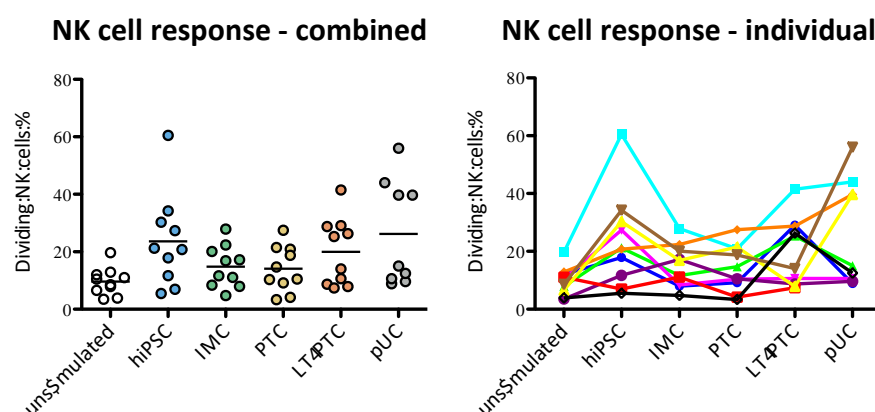 NK cell response - combined
80
60
40
20
0
Dividing:NK:cells:%
uns$mulated
hiPSC
IMC
PTC
LT4PTC
pUC
NK cell response - individual
80
60
40
20
0
Dividing:NK:cells:%
uns$mulated
hiPSC
IMC
PTC
LT4PTC
pUC